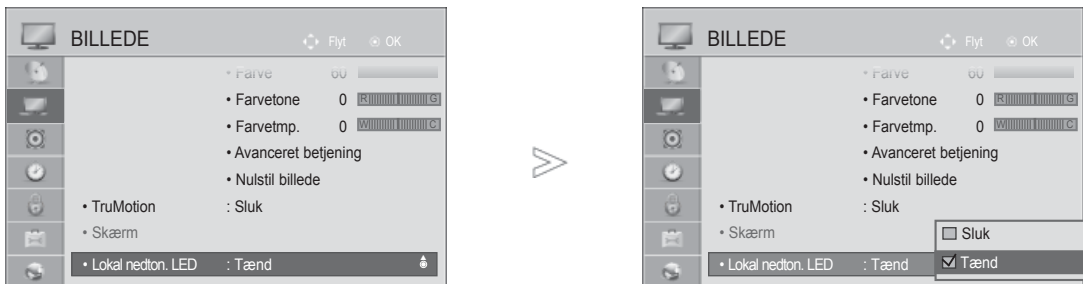 BILLEDE Flyt OK
• Farve 60
• Farvetone 0 R G
• Farvetmp. 0 W C
• Avanceret betjening
• Nulstil billede
• TruMotion : Sluk
• Skærm
• Lokal nedton. LED : Tænd
BILLEDE Flyt OK
• Farve 60
• Farvetone 0 R G
• Farvetmp. 0 W C
• Avanceret betjening
• Nulstil billede
• TruMotion : Sluk
• Skærm
Sluk
• Lokal nedton. LED : Tænd
Tænd